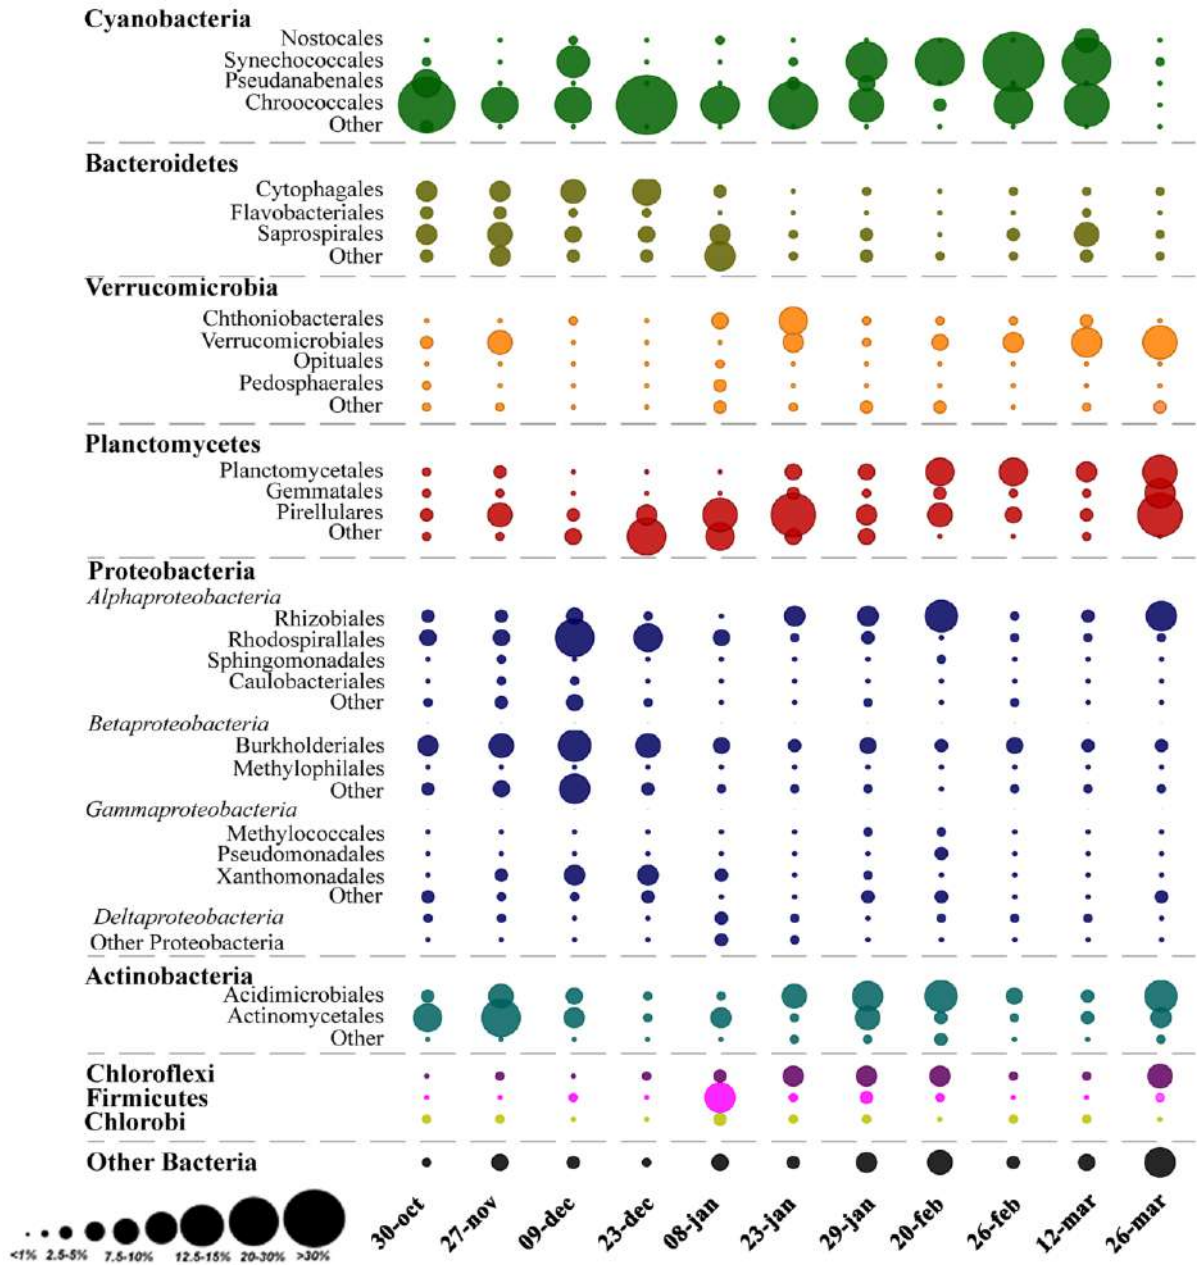 Cyanobacteria
Nostocales
Synechococcales
Pseudanabenales
Chroococcales
Other
Bacteroidetes
Cytophagales
Flavobacteriales
Saprospirales
Other
Verrucomicrobia
Chthoniobacterales
Verrucomicrobiales
Opituales
Pedosphaerales
Other
Planctomycetes
Planctomycetales
Gemmatales
Pirellulares
Other
Proteobacteria
Alphaproteobacteria
Rhizobiales
Rhodospirallales
Sphingomonadales
Caulobacteriales
Other
Betaproteobacteria
Burkholderiales
Methylophilales
Other
Gammaproteobacteria
Methylococcales
Pseudomonadales
Xanthomonadales
Other
Deltaproteobacteria
Other Proteobacteria
Actinobacteria
Acidimicrobiales
Actinomycetales
Other
Chloroflexi
Firmicutes
Chlorobi
Other Bacteria
30-oct 27-nov 09-dec 23-dec 08-jan 23-jan 29-jan 20-feb 26-feb 12-mar 26-mar
<1% 2.5-5% 7.5-10% 12.5-15% 20-30% >30%